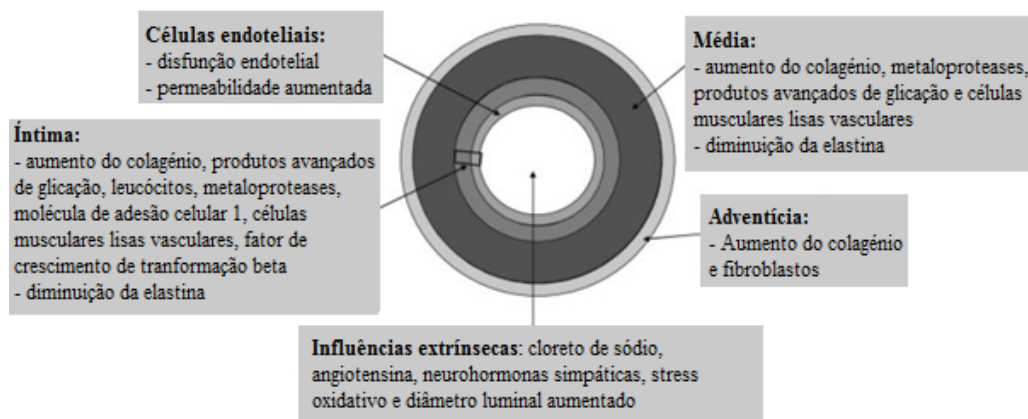 Células endoteliais:
- disfunção endotelial
- permeabilidade aumentada
Média:
- aumento do colagénio, metaloproteases,
produtos avançados de glicação e células
musculares lisas vasculares
- diminuição da elastina
Íntima:
- aumento do colagénio, produtos avançados
de glicação, leucócitos, metaloproteases,
molécula de adesão celular 1, células
musculares lisas vasculares, fator de
crescimento de tranformação beta
- diminuição da elastina
Adventícia:
- Aumento do colagénio
e fibroblastos
Influências extrínsecas: cloreto de sódio,
angiotensina, neurohormonas simpáticas, stress
oxidativo e diâmetro luminal aumentado